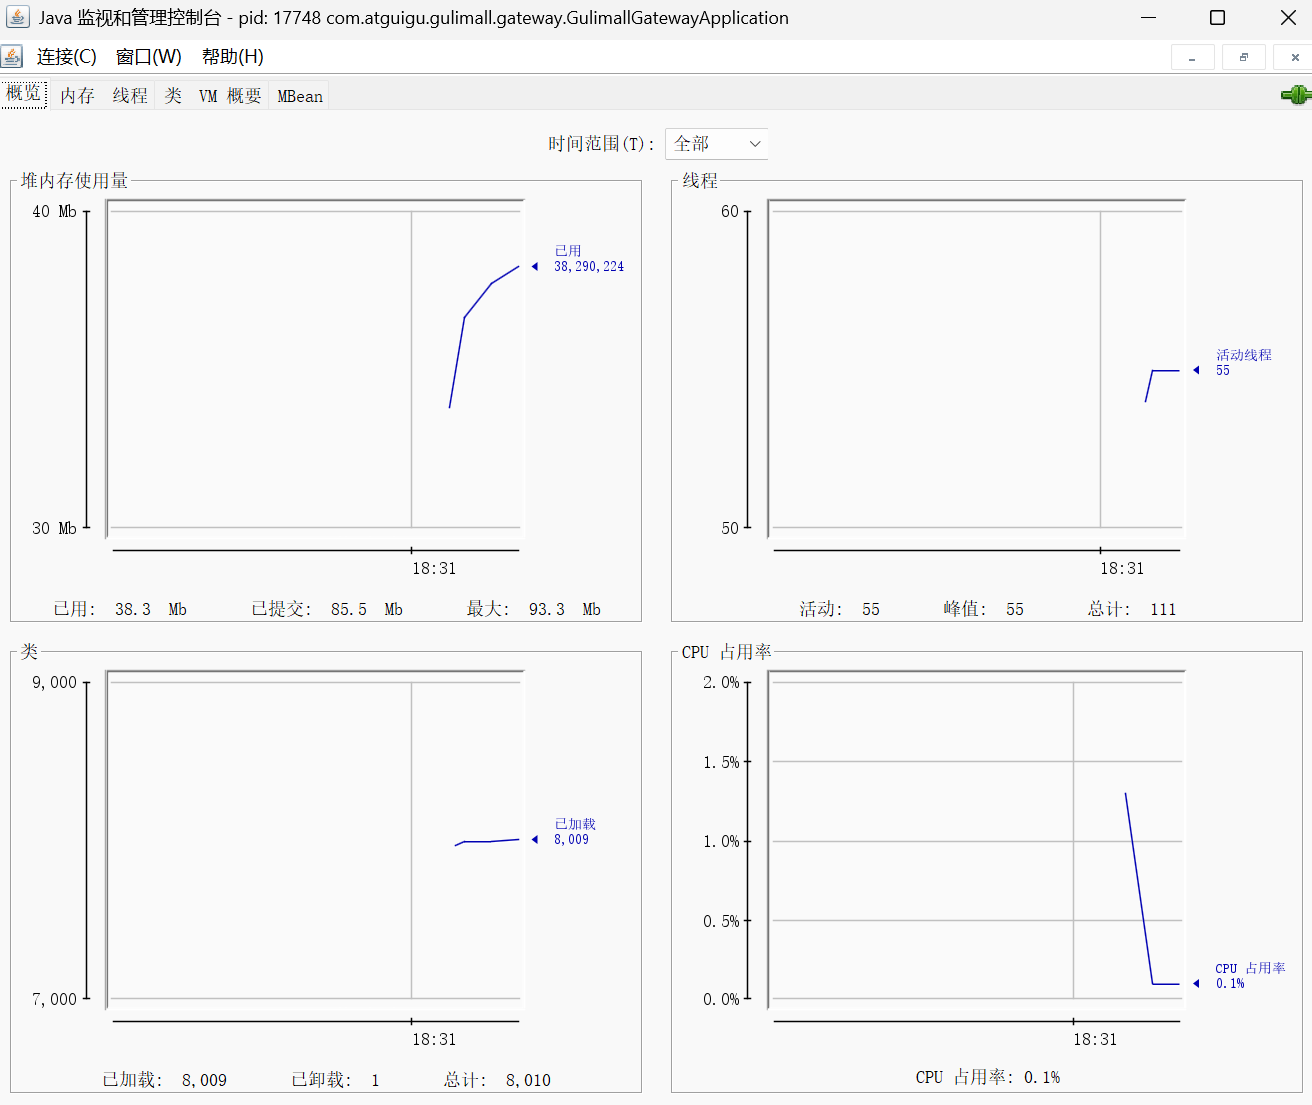 Java 监视和管理控制台 - pid: 17748 com.atguigu.gulimall.gateway.GulimallGatewayApplication
连接(C) 窗口(W) 帮助(H)
概览 内存 线程 类 VM 概要 MBean
时间范围(T): 全部
堆内存使用量
40 Mb
已用
38,290,224
30 Mb
18:31
已用: 38.3 Mb 已提交: 85.5 Mb 最大: 93.3 Mb
线程
60
活动线程
55
50
18:31
活动: 55 峰值: 55 总计: 111
类
9,000
已加载
8,009
7,000
18:31
已加载: 8,009 已卸载: 1 总计: 8,010
CPU 占用率
2.0%
1.5%
1.0%
0.5%
CPU 占用率
0.1%
0.0%
18:31
CPU 占用率: 0.1%